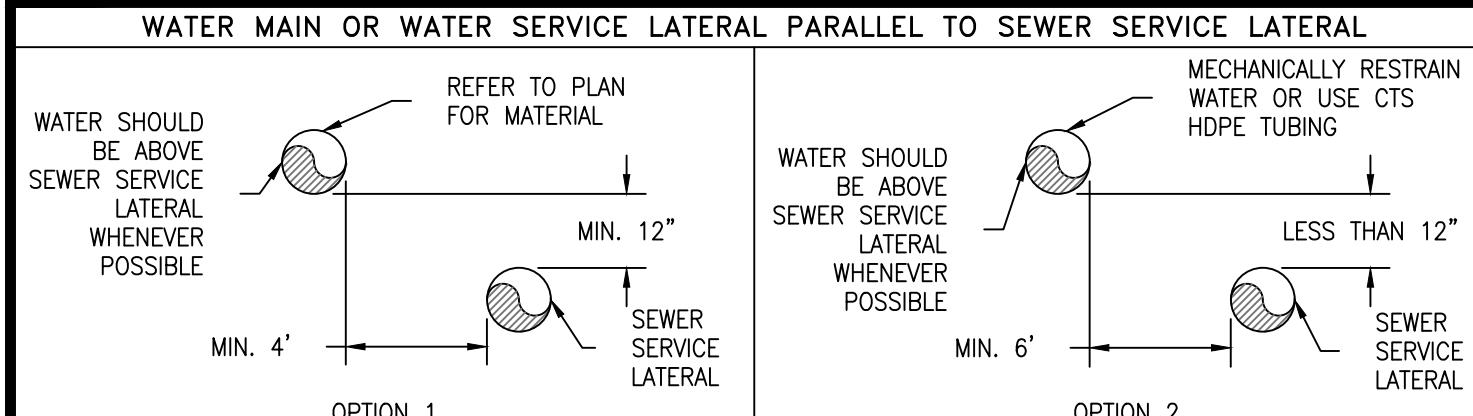 WATER MAIN OR WATER SERVICE LATERAL PARALLEL TO SEWER SERVICE LATERAL
REFER TO PLAN
FOR MATERIAL
WATER SHOULD
BE ABOVE
SEWER SERVICE
LATERAL
WHENEVER
POSSIBLE
MIN. 12"
MIN. 4'
SEWER
SERVICE
LATERAL
OPTION 1
MECHANICALLY RESTRAIN
WATER OR USE CTS
HDPE TUBING
WATER SHOULD
BE ABOVE
SEWER SERVICE
LATERAL
WHENEVER
POSSIBLE
LESS THAN 12"
MIN. 6'
SEWER
SERVICE
LATERAL
OPTION 2